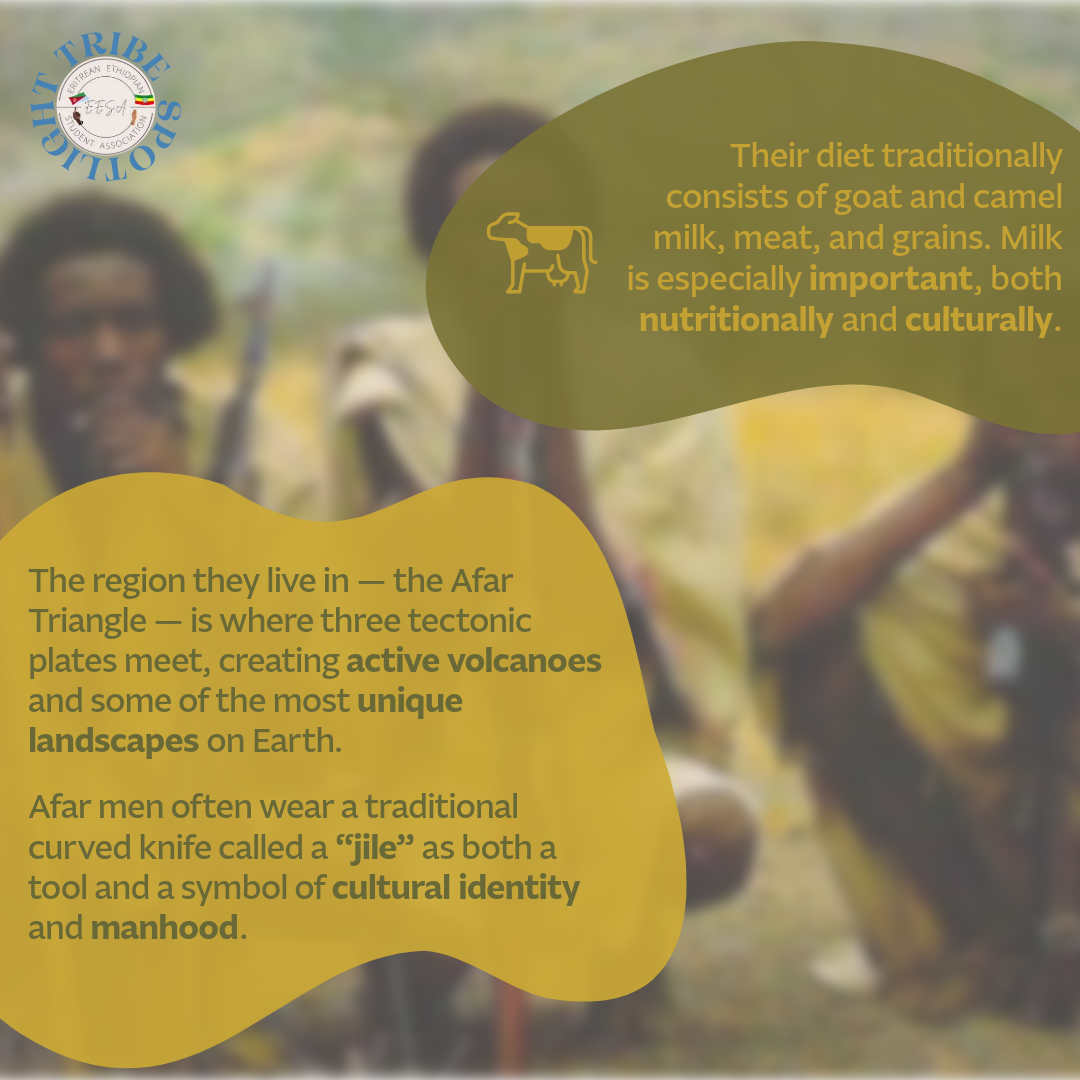 TRIBE SPOTLIGHT
ERITREAN ETHIOPIAN
EESA
STUDENT ASSOCIATION
Their diet traditionally
consists of goat and camel
milk, meat, and grains. Milk
is especially important, both
nutritionally and culturally.
The region they live in — the Afar
Triangle — is where three tectonic
plates meet, creating active volcanoes
and some of the most unique
landscapes on Earth.
Afar men often wear a traditional
curved knife called a “jile” as both a
tool and a symbol of cultural identity
and manhood.